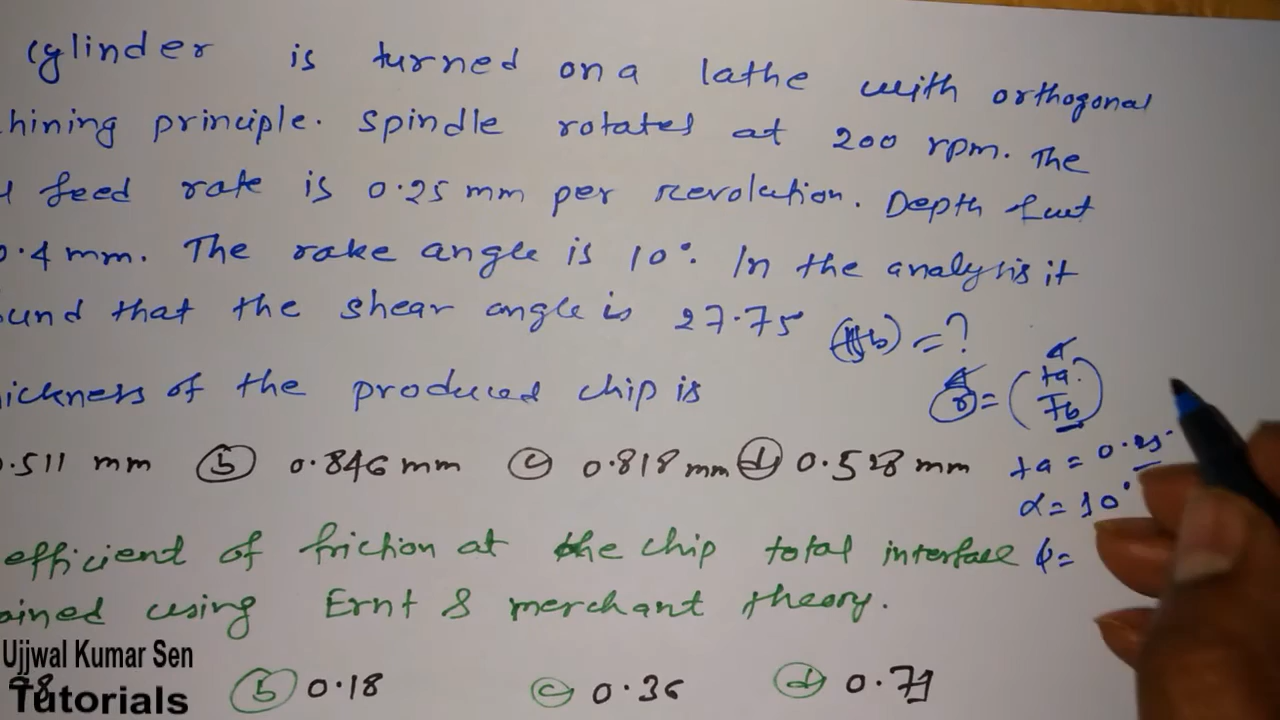 cylinder is turned on a lathe with orthogonal
hining principle. Spindle rotates at 200 rpm. The
feed rate is 0.25 mm per revolution. Depth of cut
0.4 mm. The rake angle is 10°. In the analysis it
und that the shear angle is 27.75
(tb) = ?
ickness of the produced chip is
r = (ta/tb)
.511 mm (b) 0.846 mm (c) 0.818 mm (d) 0.528 mm
ta = 0.25
α = 10°
efficient of friction at the chip total interface
φ =
ained using Ernt & merchant theory.
Ujjwal Kumar Sen
Tutorials
98 (b) 0.18 (c) 0.36 (d) 0.71